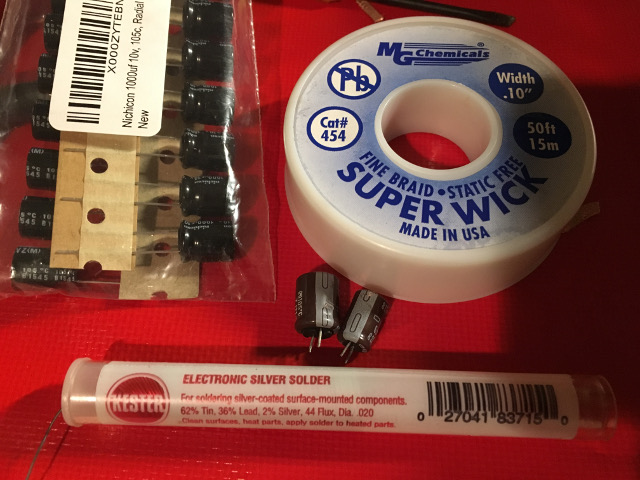 X000ZYTEBN
Nichicon 1000uf 10v, 105c, Radial
New
MG Chemicals
Pb
Width
.10"
Cat#
454
50ft
15m
FINE BRAID • STATIC FREE
SUPER WICK
MADE IN USA
KESTER
ELECTRONIC SILVER SOLDER
For soldering silver-coated surface-mounted components.
62% Tin, 36% Lead, 2% Silver, 44 Flux, Dia. .020
Clean surfaces, heat parts, apply solder to heated parts.
0 27041 83715 0